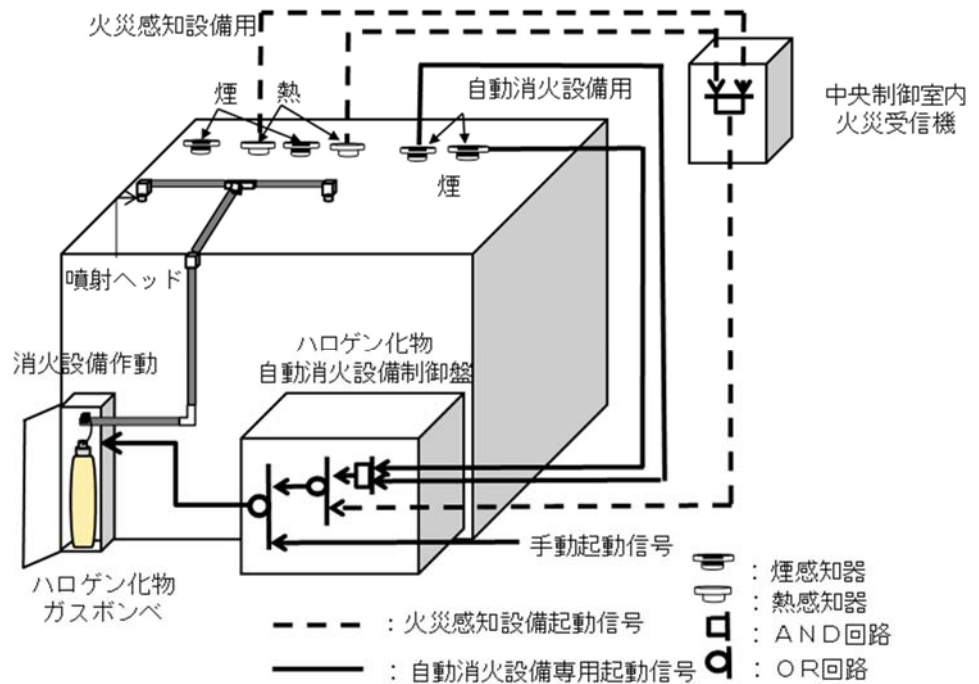 火災感知設備用
煙
熱
自動消火設備用
煙
中央制御室内
火災受信機
噴射ヘッド
消火設備作動
ハロゲン化物
自動消火設備制御盤
手動起動信号
ハロゲン化物
ガスボンベ
：煙感知器
：熱感知器
：ＡＮＤ回路
：ＯＲ回路
：火災感知設備起動信号
：自動消火設備専用起動信号